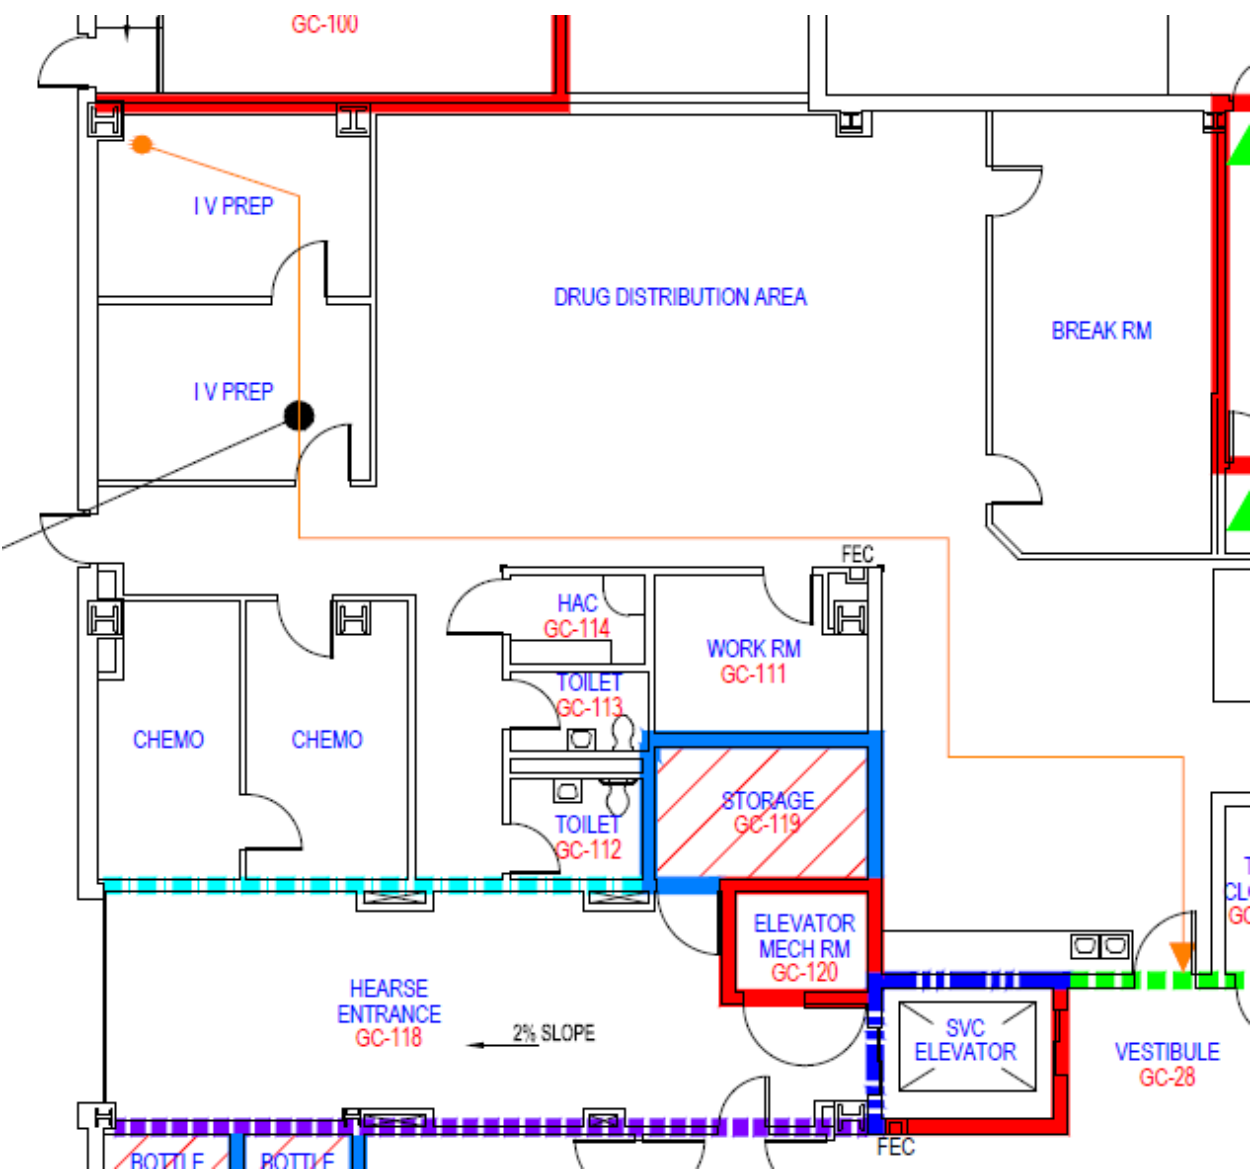 GC-100
I V PREP
DRUG DISTRIBUTION AREA
BREAK RM
I V PREP
FEC
HAC
GC-114
WORK RM
GC-111
TOILET
GC-113
CHEMO
CHEMO
STORAGE
GC-119
TOILET
GC-112
ELEVATOR
MECH RM
GC-120
HEARSE
ENTRANCE
GC-118
2% SLOPE
SVC
ELEVATOR
VESTIBULE
GC-28
FEC
BOTTLE
BOTTLE